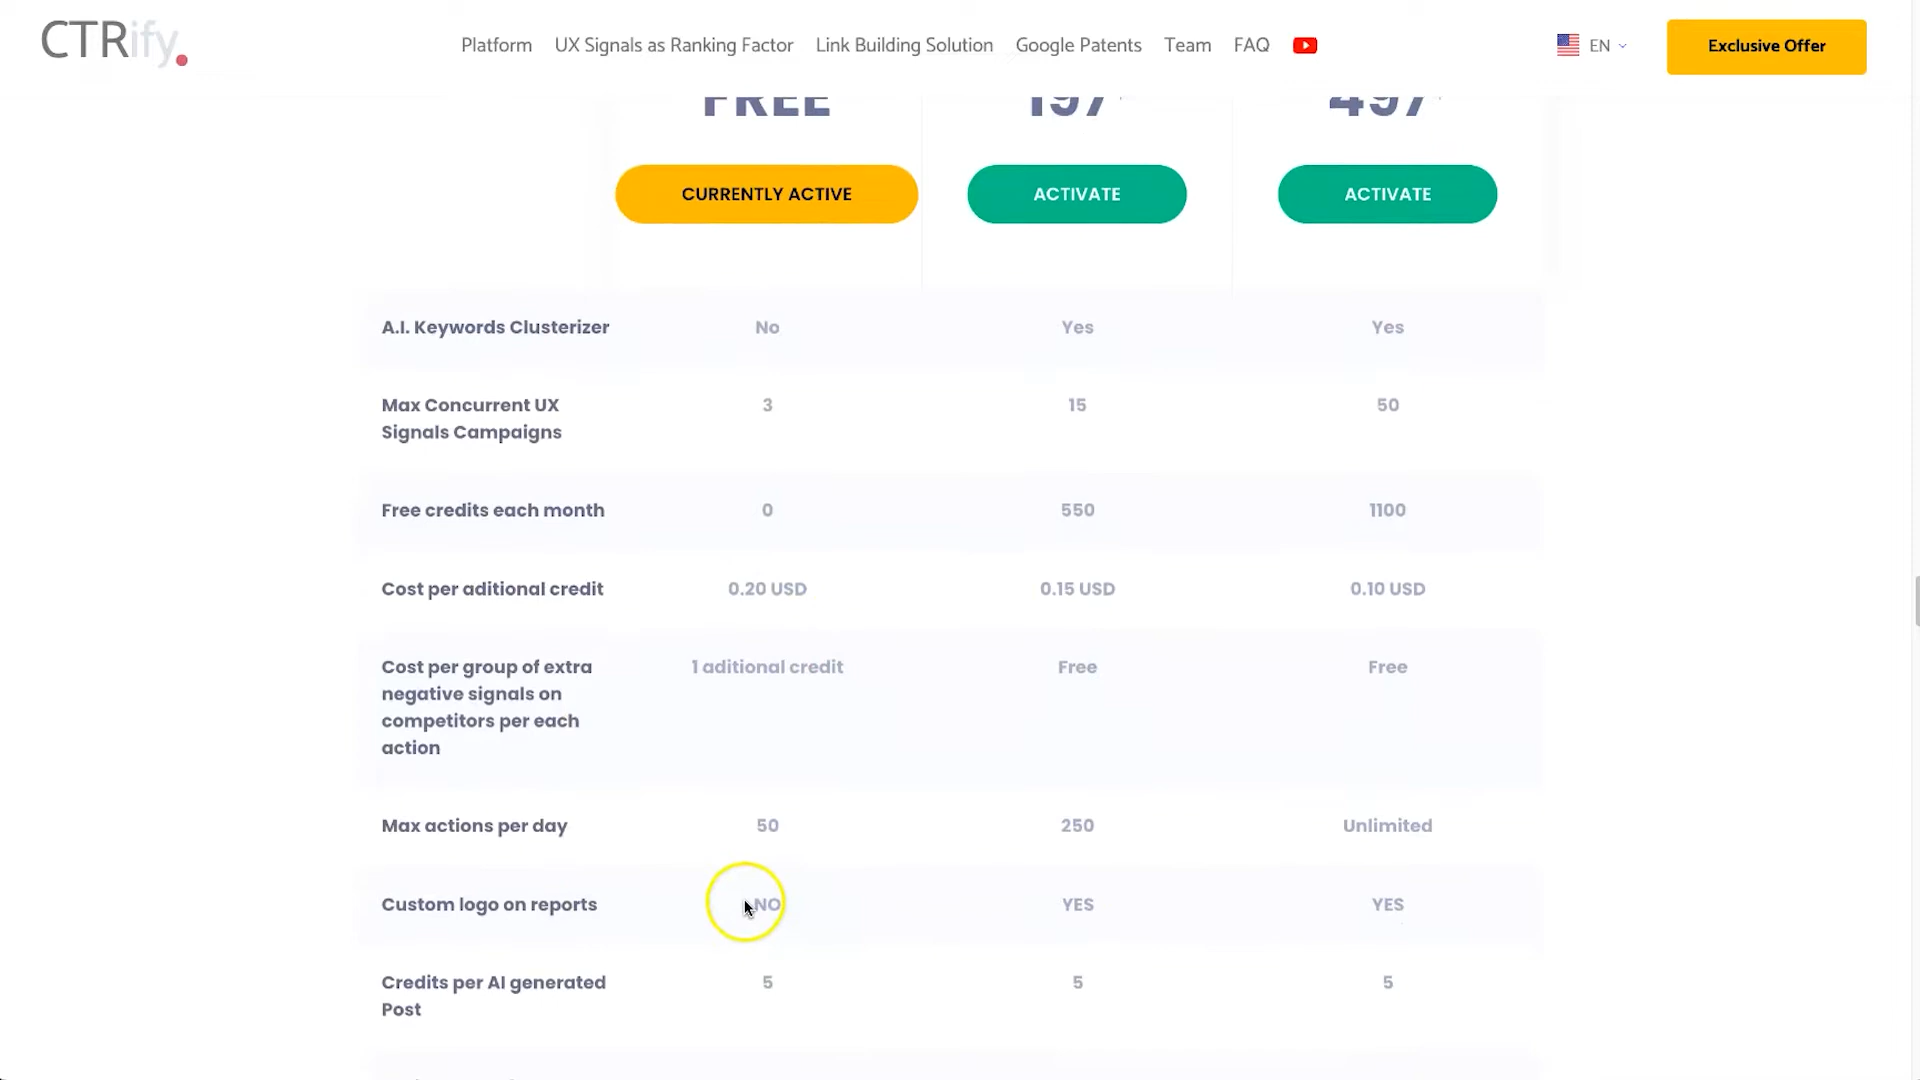 CTRify.
Platform UX Signals as Ranking Factor Link Building Solution Google Patents Team FAQ EN Exclusive Offer
FREE 197 497
CURRENTLY ACTIVE ACTIVATE ACTIVATE
A.I. Keywords Clusterizer No Yes Yes
Max Concurrent UX 3 15 50
Signals Campaigns
Free credits each month 0 550 1100
Cost per aditional credit 0.20 USD 0.15 USD 0.10 USD
Cost per group of extra 1 aditional credit Free Free
negative signals on
competitors per each
action
Max actions per day 50 250 Unlimited
Custom logo on reports NO YES YES
Credits per AI generated 5 5 5
Post